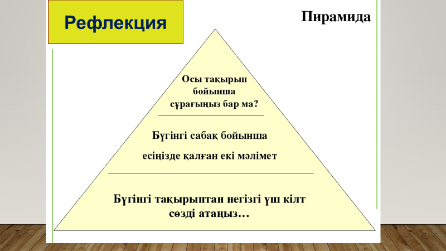 Рефлекция
Пирамида
Осы тақырып
бойынша
сұрағыңыз бар ма?
Бүгінгі сабақ бойынша
есіңізде қалған екі мәлімет
Бүгінгі тақырыптан негізгі үш кілт
сөзді атаңыз…